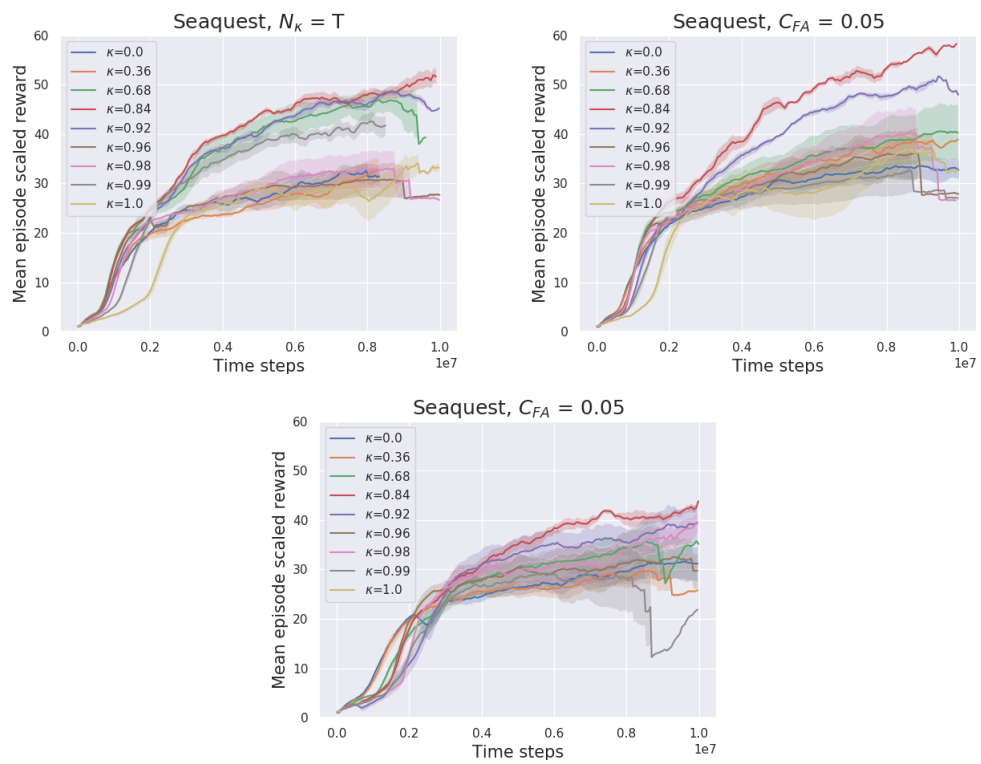 Seaquest, Nκ = T
Mean episode scaled reward
60
50
40
30
20
10
0
κ=0.0
κ=0.36
κ=0.68
κ=0.84
κ=0.92
κ=0.96
κ=0.98
κ=0.99
κ=1.0
0.0 0.2 0.4 0.6 0.8 1.0
1e7
Time steps
Seaquest, CFA = 0.05
Mean episode scaled reward
60
50
40
30
20
10
0
κ=0.0
κ=0.36
κ=0.68
κ=0.84
κ=0.92
κ=0.96
κ=0.98
κ=0.99
κ=1.0
0.0 0.2 0.4 0.6 0.8 1.0
1e7
Time steps
Seaquest, CFA = 0.05
Mean episode scaled reward
60
50
40
30
20
10
0
κ=0.0
κ=0.36
κ=0.68
κ=0.84
κ=0.92
κ=0.96
κ=0.98
κ=0.99
κ=1.0
0.0 0.2 0.4 0.6 0.8 1.0
1e7
Time steps